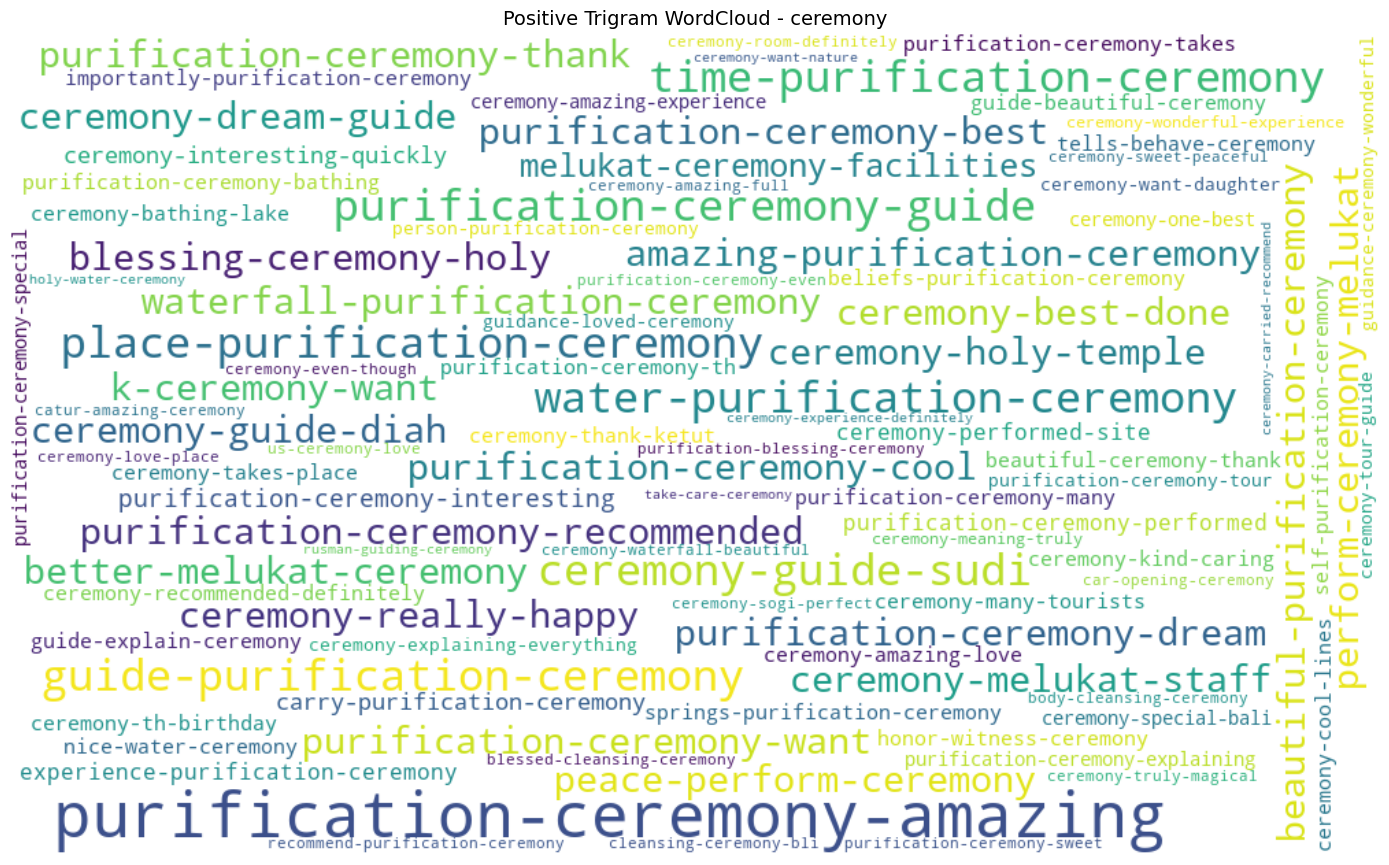 Positive Trigram WordCloud - ceremony
purification-ceremony-thank
ceremony-room-definitely
purification-ceremony-takes
ceremony-want-nature
importantly-purification-ceremony
time-purification-ceremony
ceremony-amazing-experience
guide-beautiful-ceremony
ceremony-dream-guide
purification-ceremony-best
ceremony-wonderful-experience
tells-behave-ceremony
ceremony-interesting-quickly
melukat-ceremony-facilities
ceremony-sweet-peaceful
purification-ceremony-bathing
ceremony-amazing-full
ceremony-want-daughter
ceremony-bathing-lake
purification-ceremony-guide
ceremony-one-best
person-purification-ceremony
blessing-ceremony-holy
amazing-purification-ceremony
holy-water-ceremony
purification-ceremony-even
beliefs-purification-ceremony
waterfall-purification-ceremony
ceremony-best-done
guidance-loved-ceremony
place-purification-ceremony
ceremony-holy-temple
ceremony-even-though
purification-ceremony-th
k-ceremony-want
water-purification-ceremony
catur-amazing-ceremony
ceremony-experience-definitely
ceremony-guide-diah
ceremony-thank-ketut
ceremony-performed-site
us-ceremony-love
purification-blessing-ceremony
ceremony-love-place
beautiful-ceremony-thank
ceremony-takes-place
purification-ceremony-cool
purification-ceremony-tour
purification-ceremony-interesting
take-care-ceremony
purification-ceremony-many
purification-ceremony-recommended
purification-ceremony-performed
ceremony-meaning-truly
rusman-guiding-ceremony
ceremony-waterfall-beautiful
ceremony-kind-caring
better-melukat-ceremony
ceremony-guide-sudi
car-opening-ceremony
ceremony-recommended-definitely
ceremony-sogi-perfect
ceremony-many-tourists
ceremony-really-happy
guide-explain-ceremony
ceremony-explaining-everything
purification-ceremony-dream
ceremony-amazing-love
guide-purification-ceremony
ceremony-melukat-staff
carry-purification-ceremony
body-cleansing-ceremony
springs-purification-ceremony
ceremony-special-bali
ceremony-th-birthday
nice-water-ceremony
purification-ceremony-want
honor-witness-ceremony
blessed-cleansing-ceremony
purification-ceremony-explaining
experience-purification-ceremony
peace-perform-ceremony
ceremony-truly-magical
purification-ceremony-amazing
recommend-purification-ceremony
cleansing-ceremony-bli
purification-ceremony-sweet
purification-ceremony-special
ceremony-carried-recommend
beautiful-purification-ceremony
self-purification-ceremony
ceremony-cool-lines
perform-ceremony-melukat
guidance-ceremony-wonderful
ceremony-tour-guide